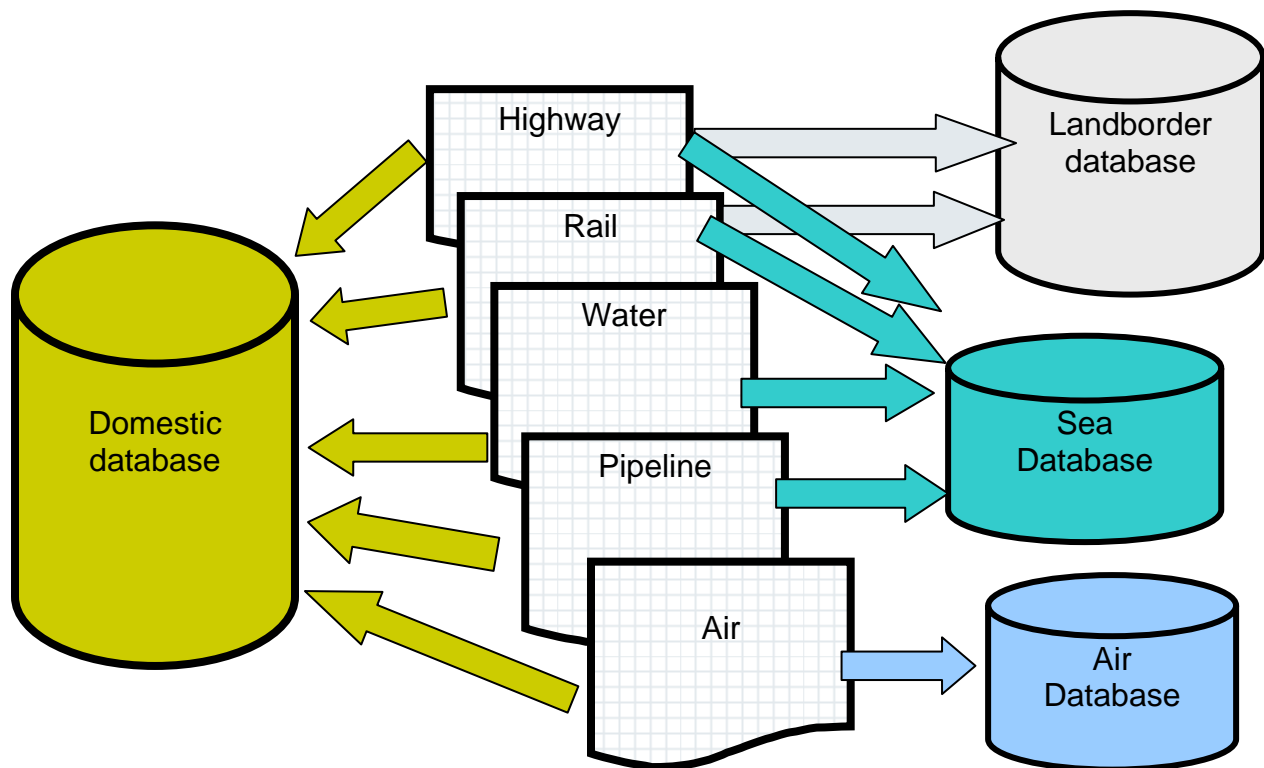 Highway
Landborder
database
Rail
Water
Domestic
database
Sea
Database
Pipeline
Air
Air
Database